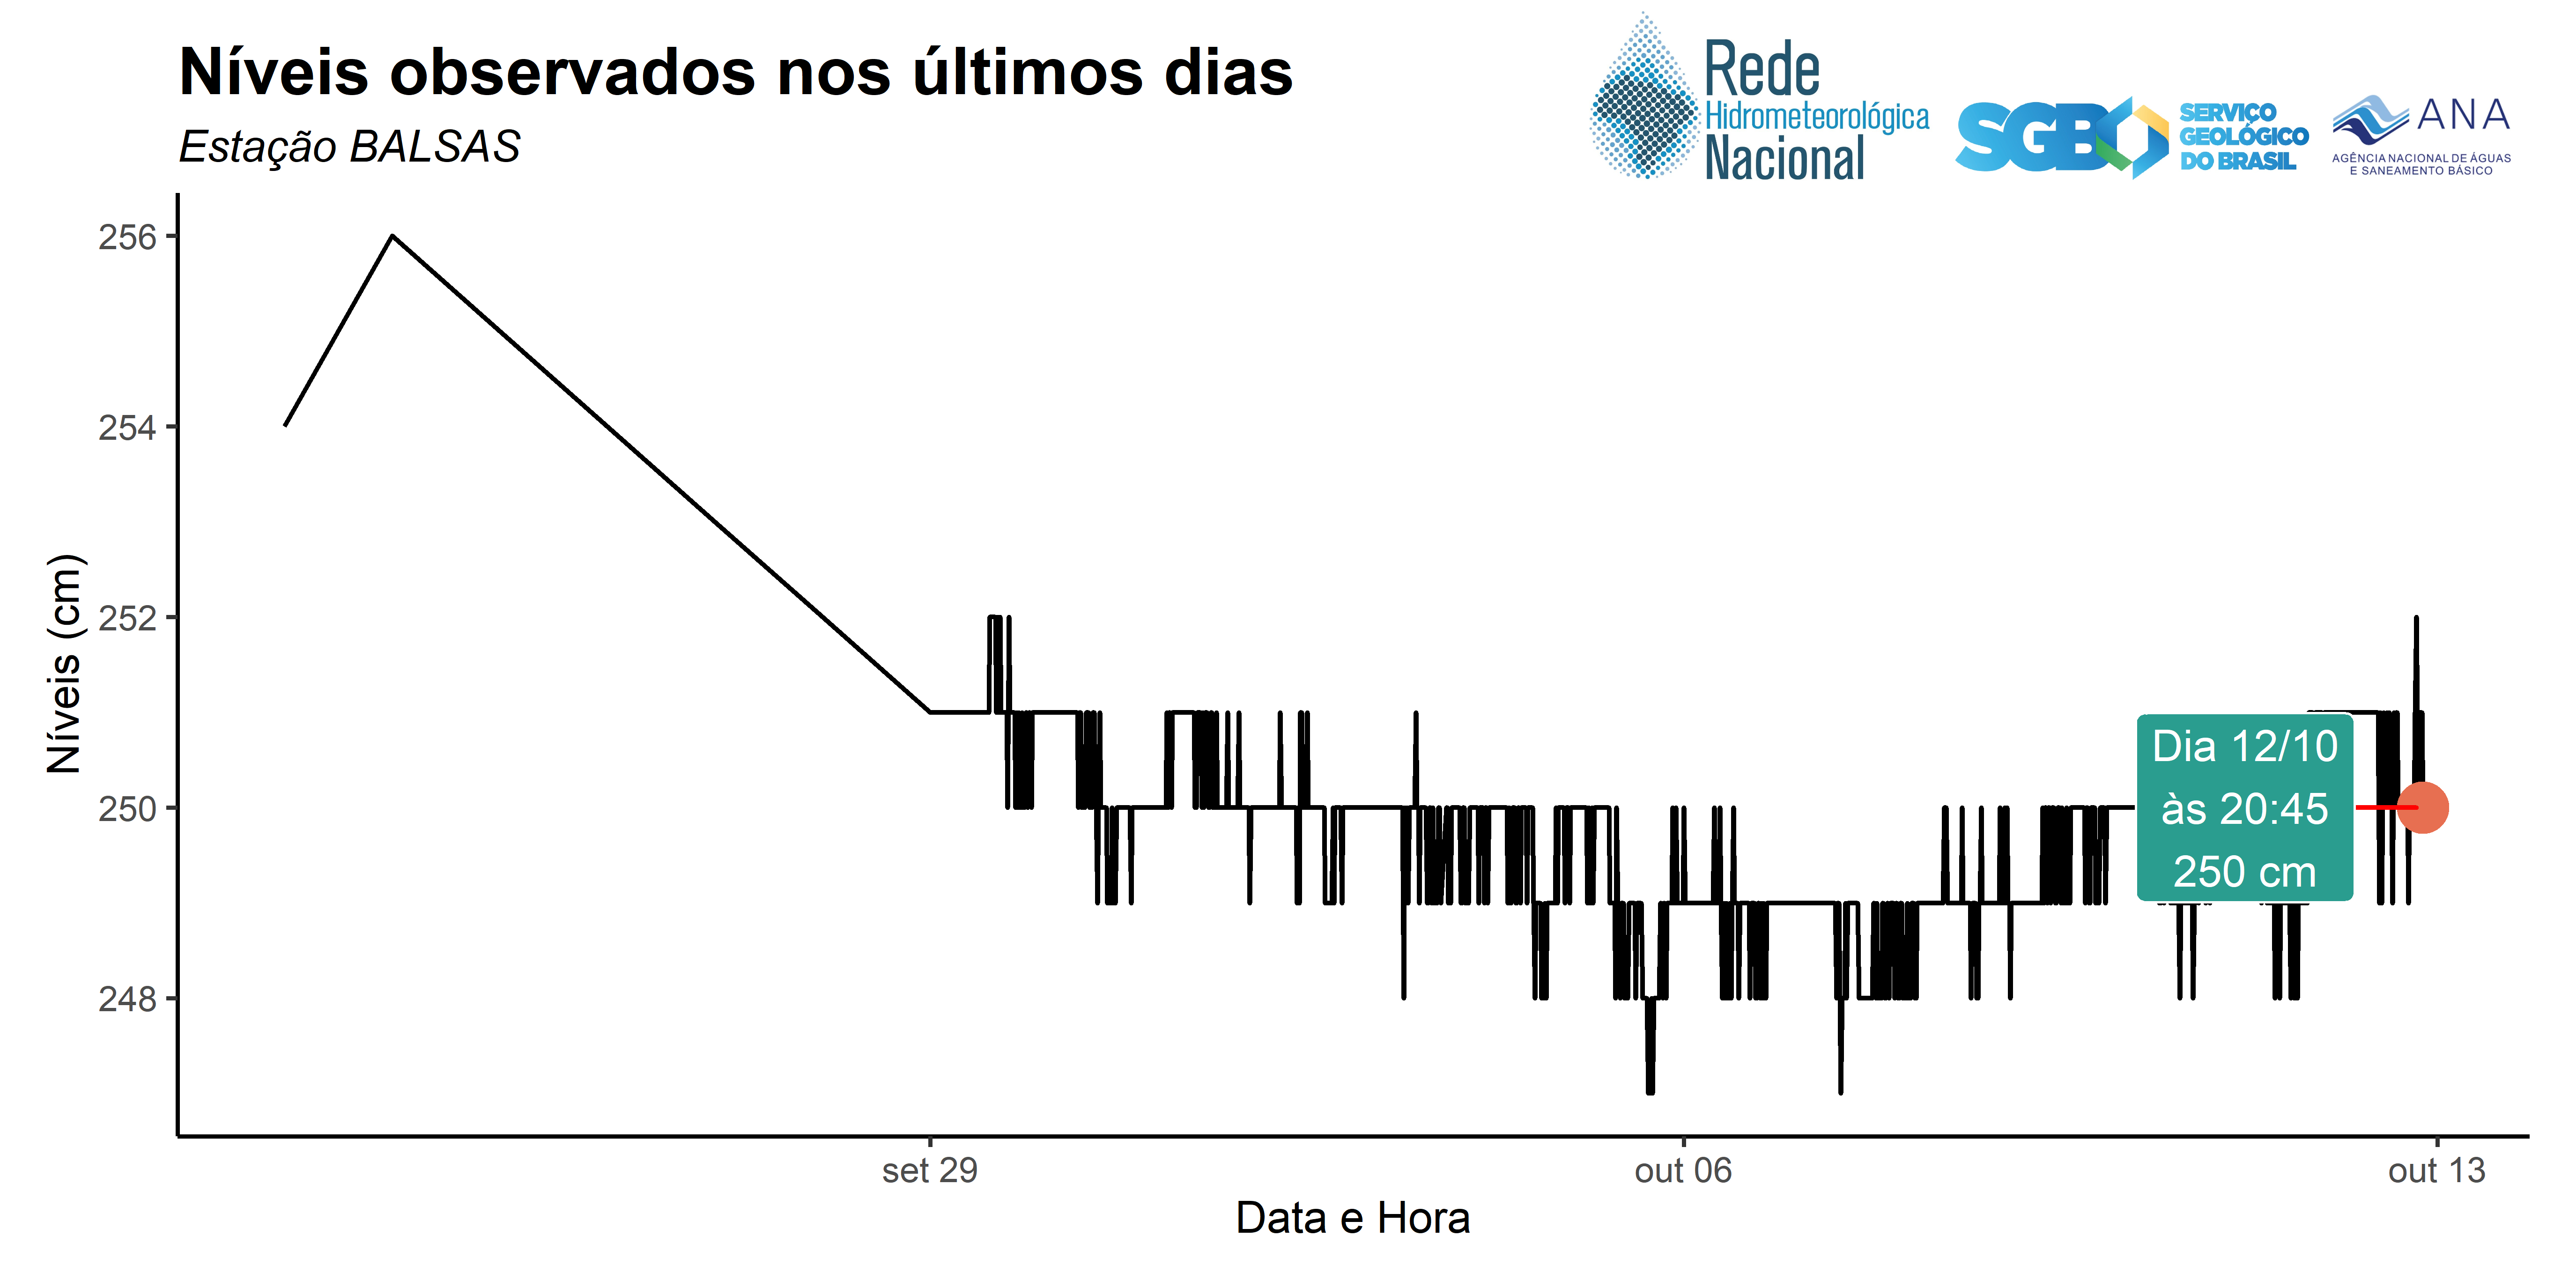 Níveis observados nos últimos dias
Estação BALSAS
Rede
Hidrometeorológica
Nacional
SGB
SERVIÇO
GEOLÓGICO
DO BRASIL
ANA
AGÊNCIA NACIONAL DE ÁGUAS
E SANEAMENTO BÁSICO
Níveis (cm)
256
254
252
250
248
Dia 12/10
às 20:45
250 cm
set 29
out 06
out 13
Data e Hora